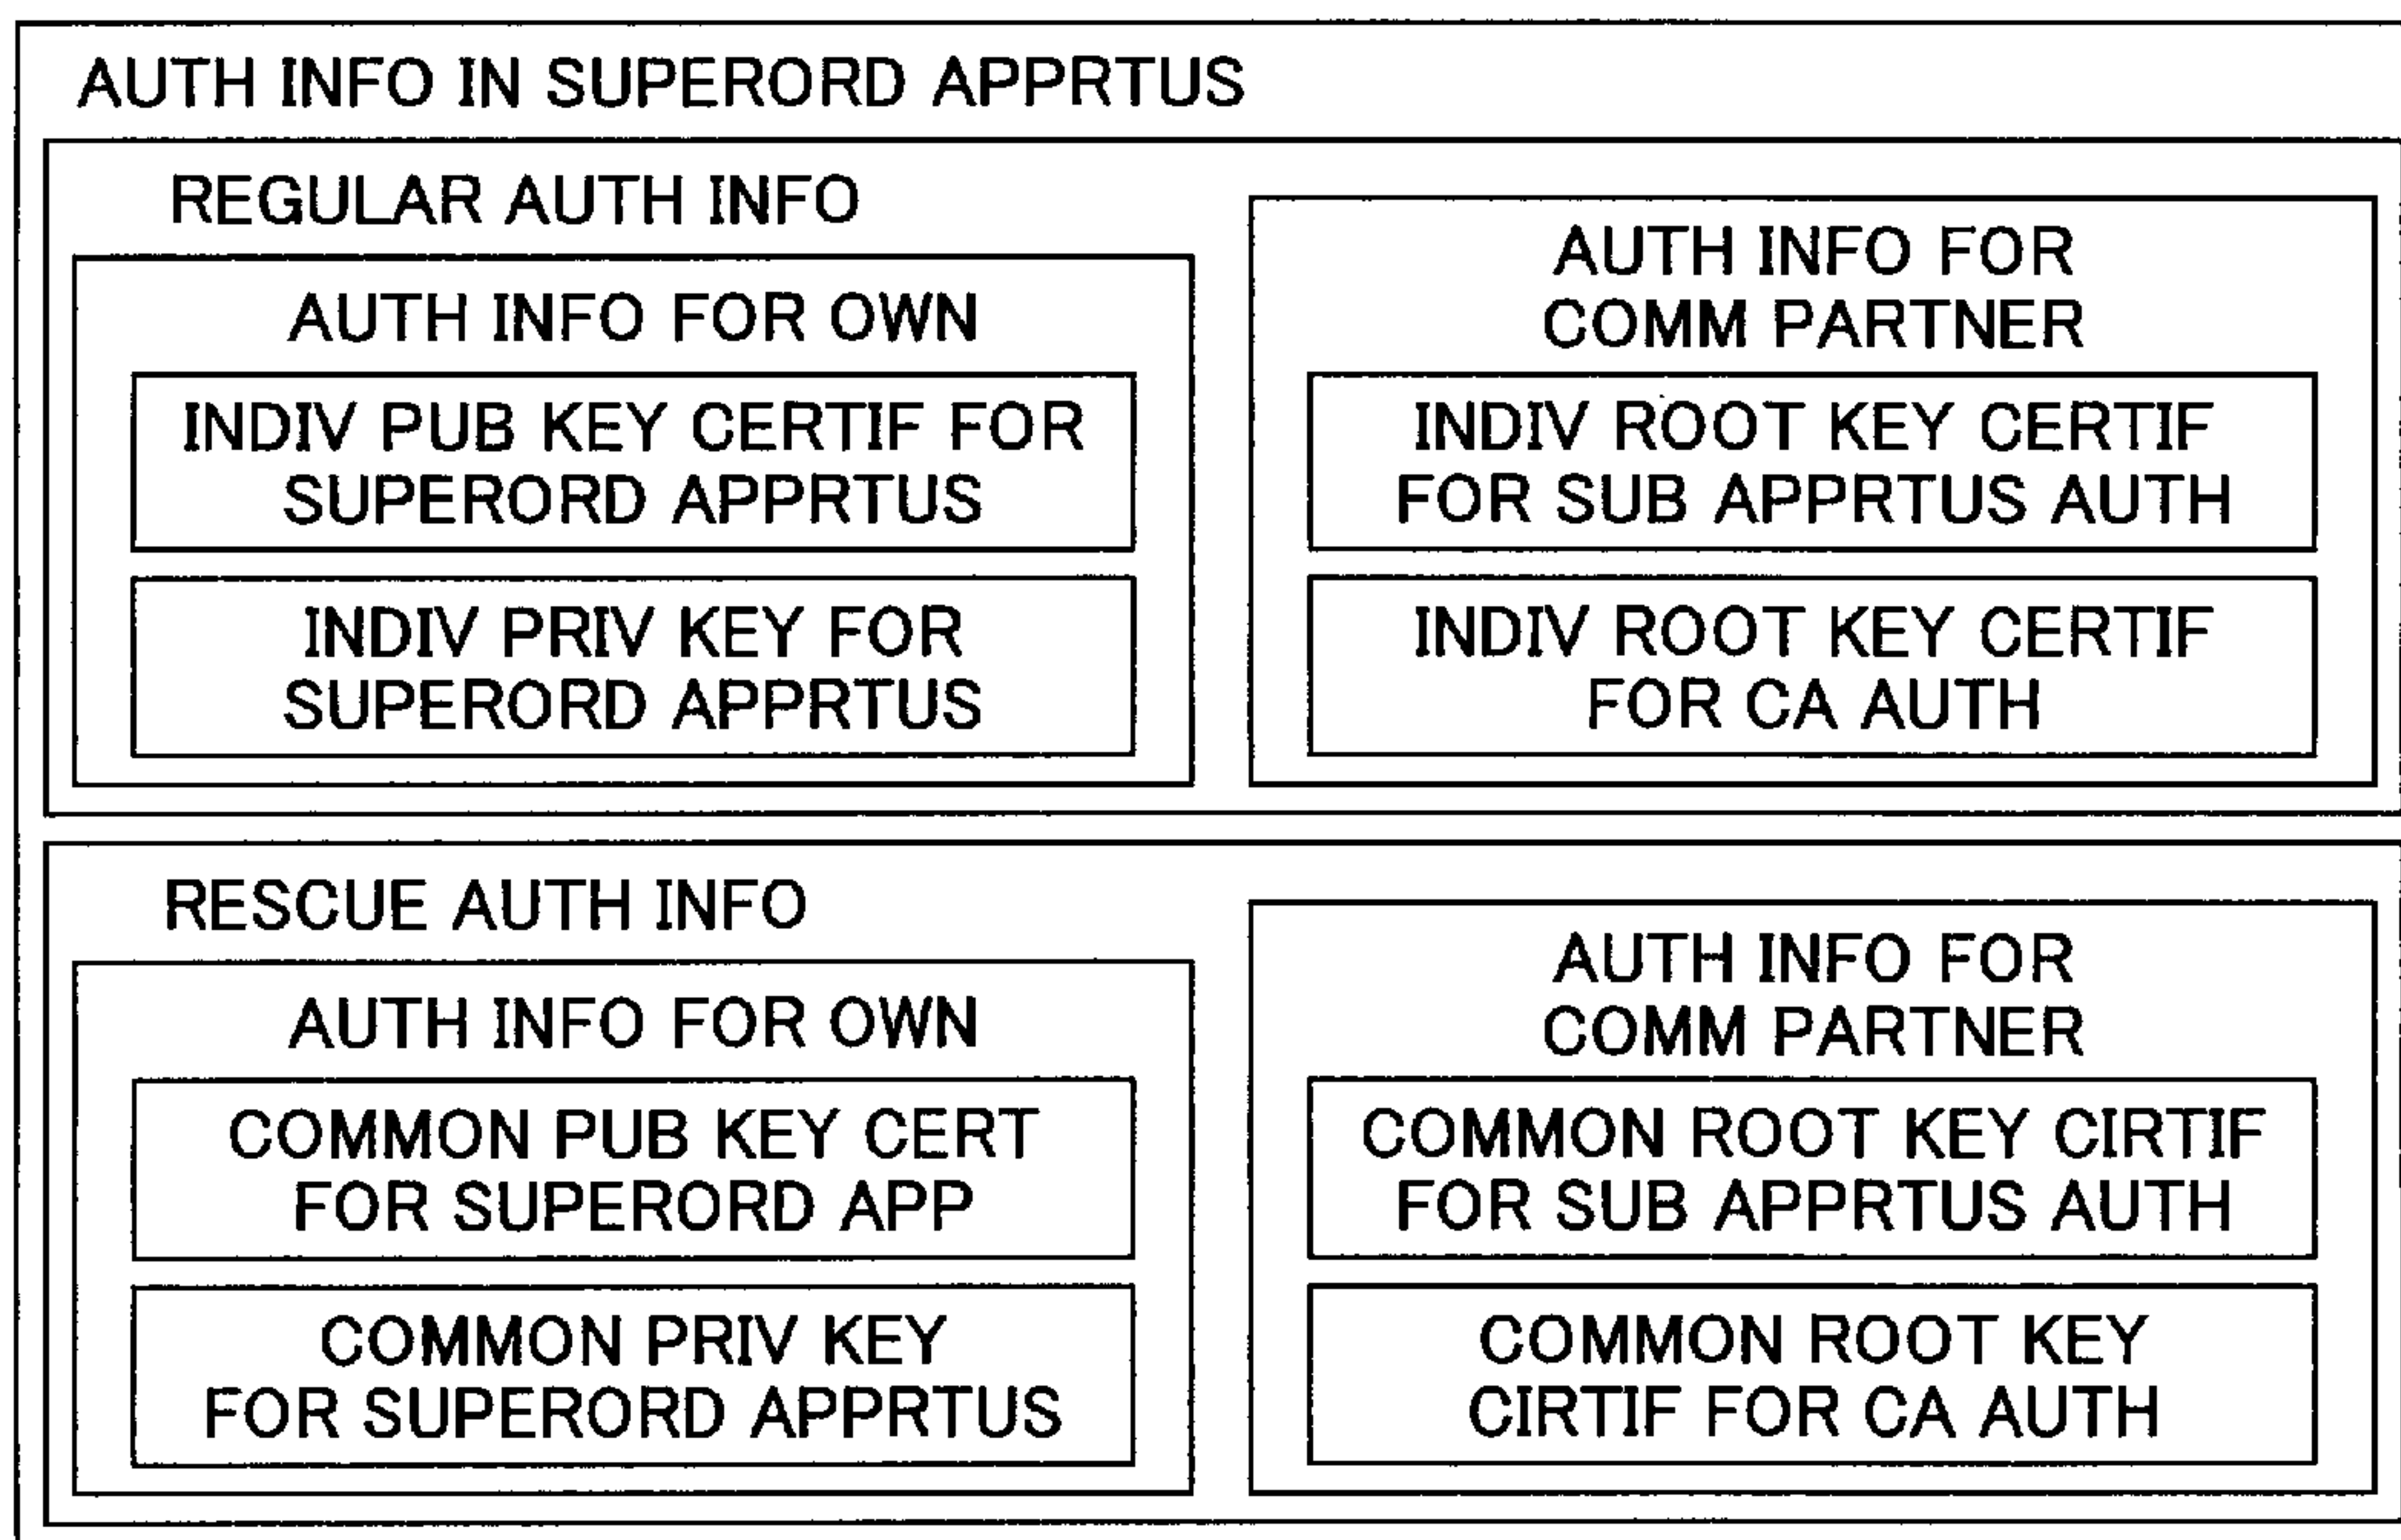 AUTH INFO IN SUPERORD APPRTUS
REGULAR AUTH INFO
AUTH INFO FOR OWN
INDIV PUB KEY CERTIF FOR
SUPERORD APPRTUS
INDIV PRIV KEY FOR
SUPERORD APPRTUS
AUTH INFO FOR
COMM PARTNER
INDIV ROOT KEY CERTIF
FOR SUB APPRTUS AUTH
INDIV ROOT KEY CERTIF
FOR CA AUTH
RESCUE AUTH INFO
AUTH INFO FOR OWN
COMMON PUB KEY CERT
FOR SUPERORD APP
COMMON PRIV KEY
FOR SUPERORD APPRTUS
AUTH INFO FOR
COMM PARTNER
COMMON ROOT KEY CIRTIF
FOR SUB APPRTUS AUTH
COMMON ROOT KEY
CIRTIF FOR CA AUTH